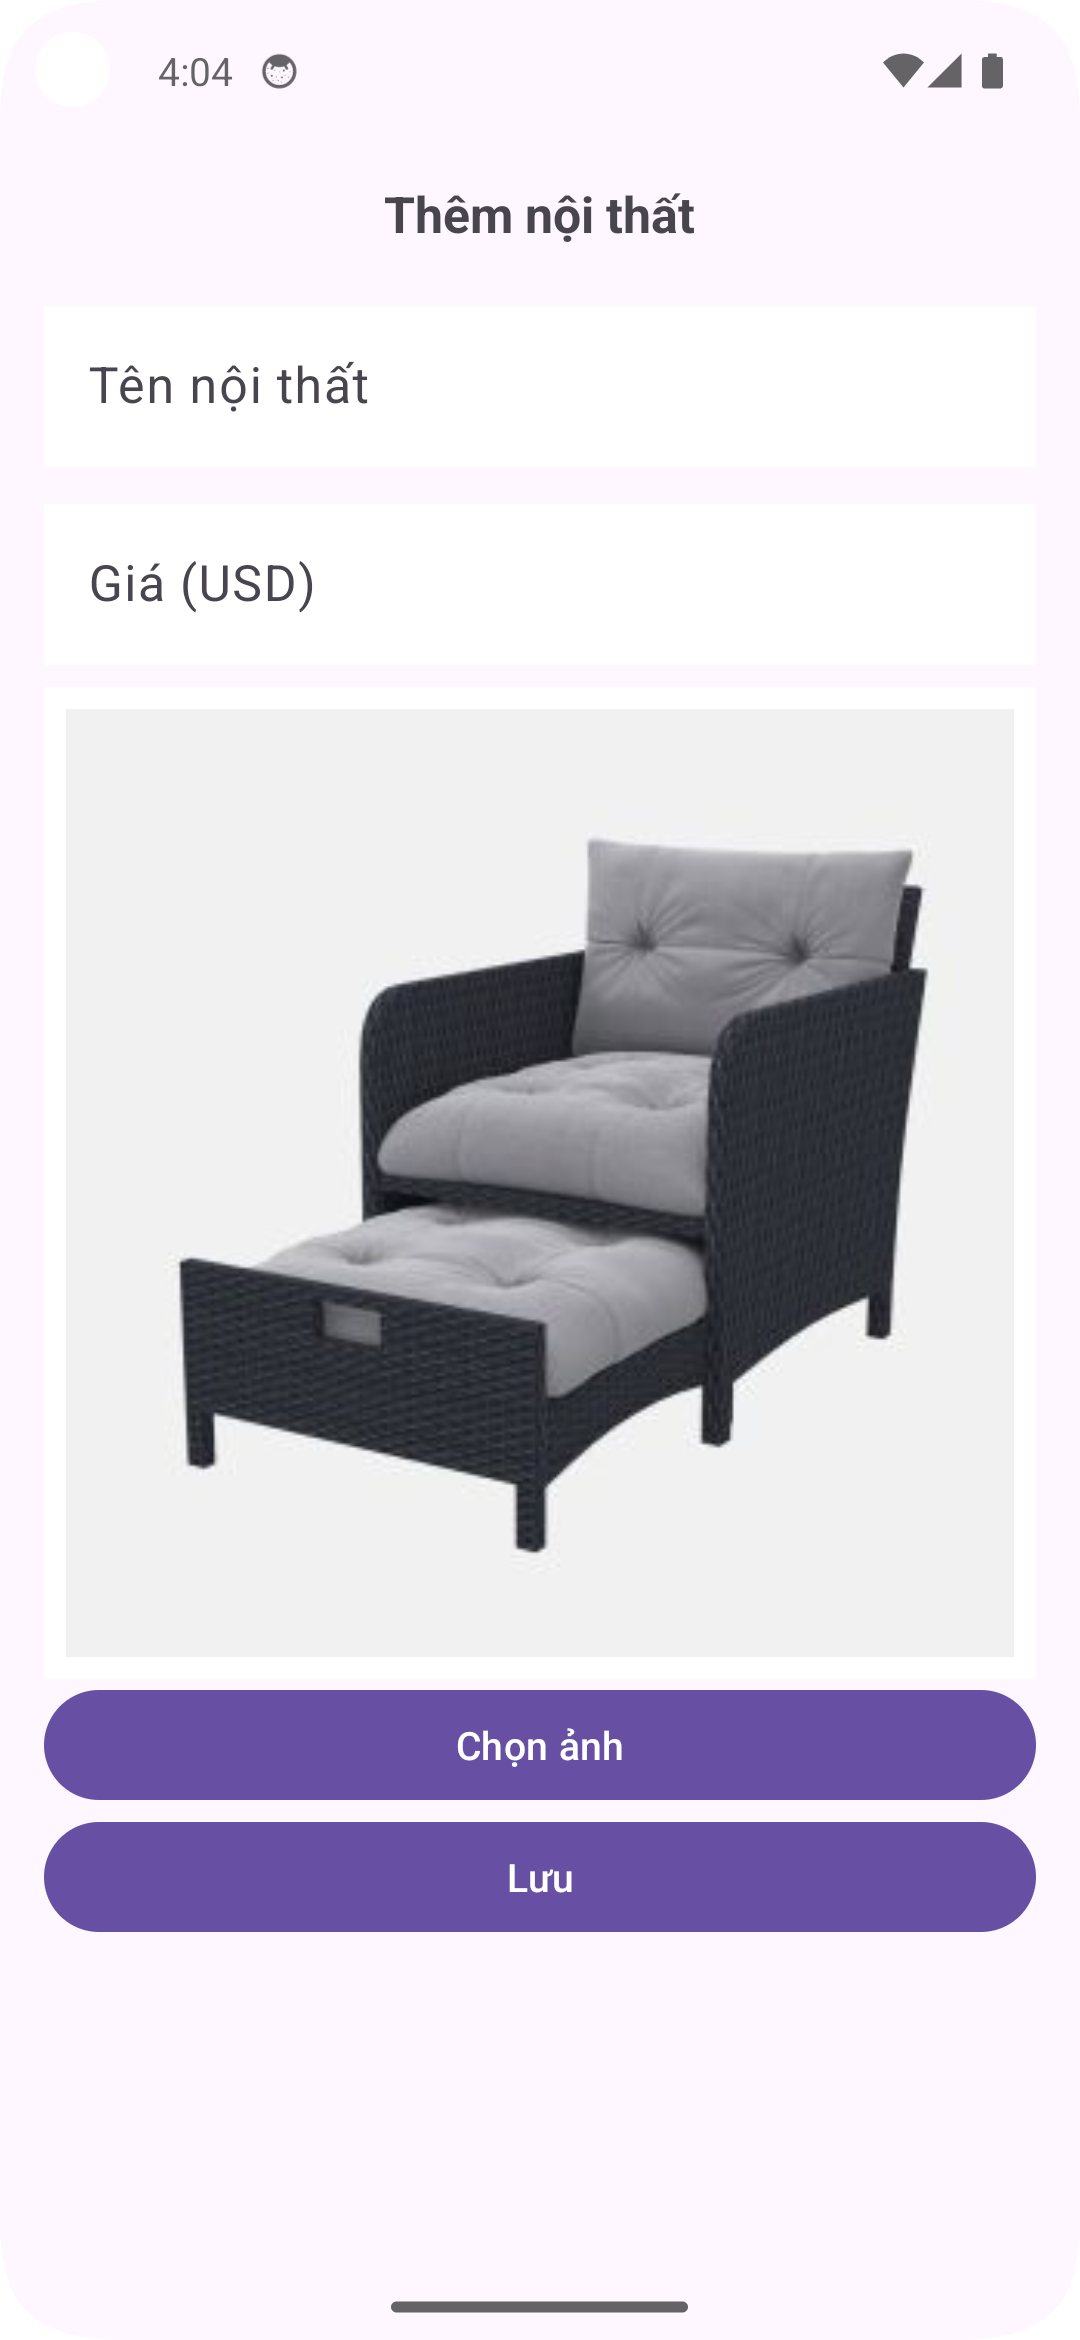 4:04
Thêm nội thất
Tên nội thất
Giá (USD)
Chọn ảnh
Lưu